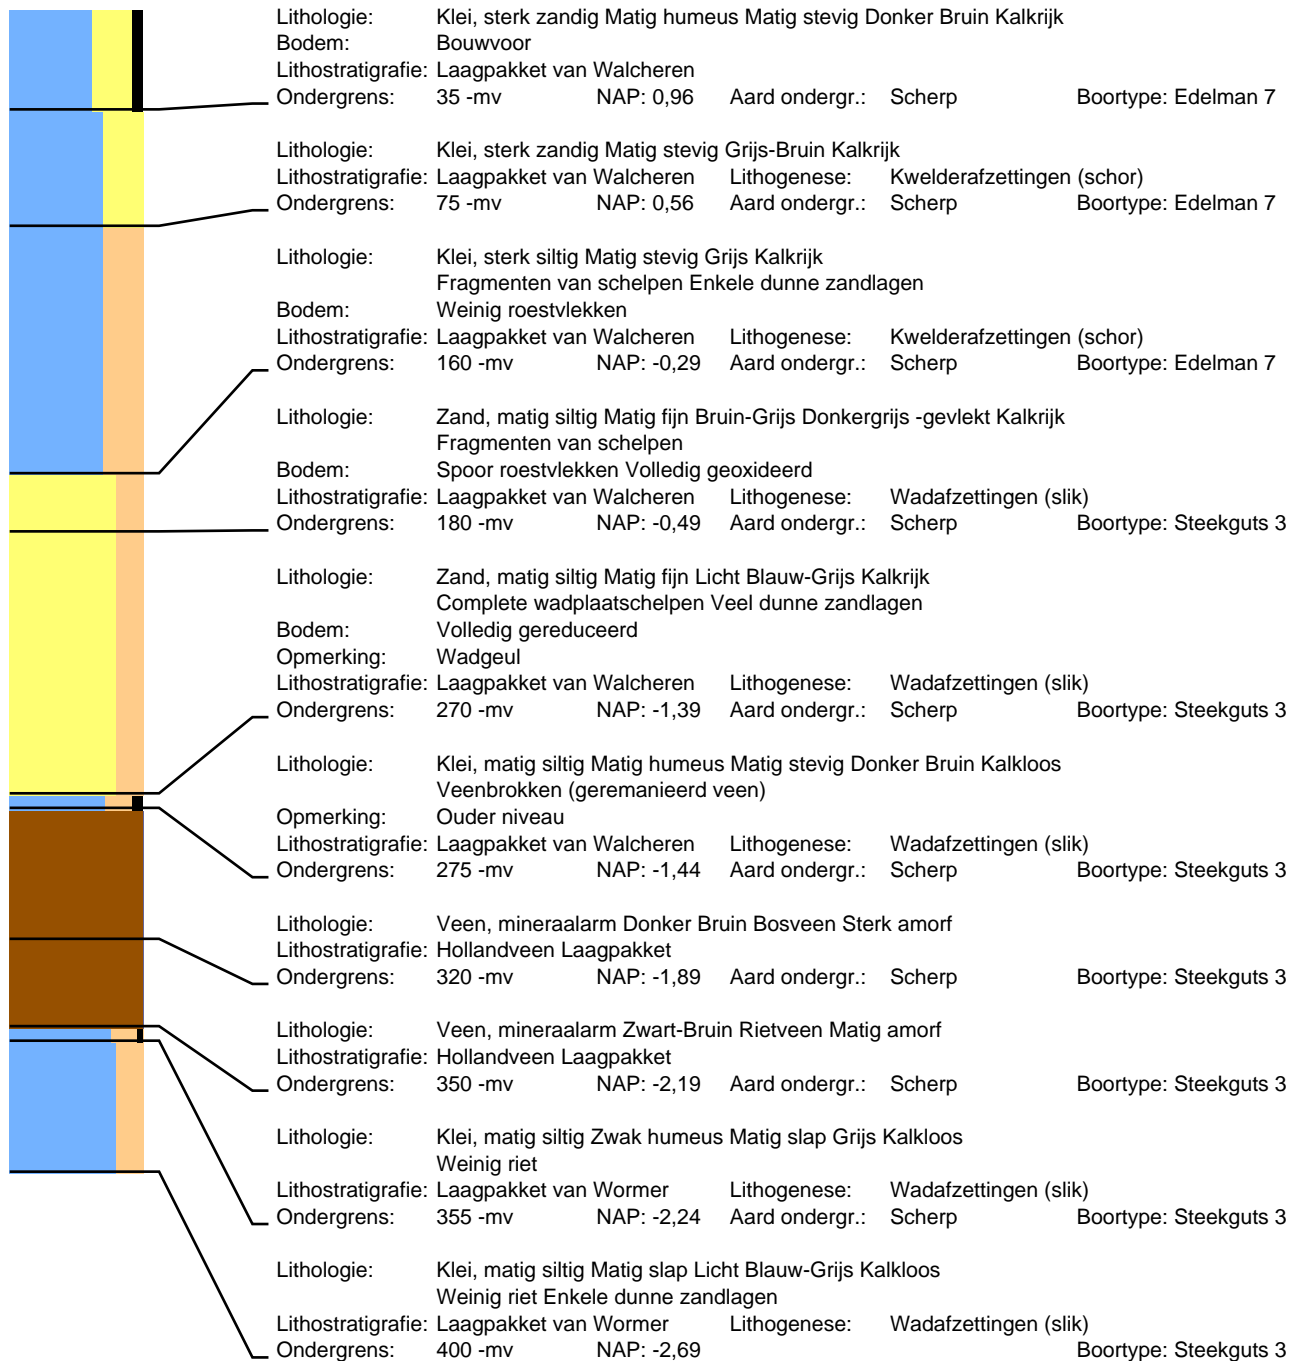 Lithologie: Klei, sterk zandig Matig humeus Matig stevig Donker Bruin Kalkrijk
Bodem: Bouwvoor
Lithostratigrafie: Laagpakket van Walcheren
Ondergrens: 35 -mv NAP: 0,96 Aard ondergr.: Scherp Boortype: Edelman 7
Lithologie: Klei, sterk zandig Matig stevig Grijs-Bruin Kalkrijk
Lithostratigrafie: Laagpakket van Walcheren Lithogenese: Kwelderafzettingen (schor)
Ondergrens: 75 -mv NAP: 0,56 Aard ondergr.: Scherp Boortype: Edelman 7
Lithologie: Klei, sterk siltig Matig stevig Grijs Kalkrijk
Fragmenten van schelpen Enkele dunne zandlagen
Bodem: Weinig roestvlekken
Lithostratigrafie: Laagpakket van Walcheren Lithogenese: Kwelderafzettingen (schor)
Ondergrens: 160 -mv NAP: -0,29 Aard ondergr.: Scherp Boortype: Edelman 7
Lithologie: Zand, matig siltig Matig fijn Bruin-Grijs Donkergrijs -gevlekt Kalkrijk
Fragmenten van schelpen
Bodem: Spoor roestvlekken Volledig geoxideerd
Lithostratigrafie: Laagpakket van Walcheren Lithogenese: Wadafzettingen (slik)
Ondergrens: 180 -mv NAP: -0,49 Aard ondergr.: Scherp Boortype: Steekguts 3
Lithologie: Zand, matig siltig Matig fijn Licht Blauw-Grijs Kalkrijk
Complete wadplaatschelpen Veel dunne zandlagen
Bodem: Volledig gereduceerd
Opmerking: Wadgeul
Lithostratigrafie: Laagpakket van Walcheren Lithogenese: Wadafzettingen (slik)
Ondergrens: 270 -mv NAP: -1,39 Aard ondergr.: Scherp Boortype: Steekguts 3
Lithologie: Klei, matig siltig Matig humeus Matig stevig Donker Bruin Kalkloos
Veenbrokken (geremanieerd veen)
Opmerking: Ouder niveau
Lithostratigrafie: Laagpakket van Walcheren Lithogenese: Wadafzettingen (slik)
Ondergrens: 275 -mv NAP: -1,44 Aard ondergr.: Scherp Boortype: Steekguts 3
Lithologie: Veen, mineraalarm Donker Bruin Bosveen Sterk amorf
Lithostratigrafie: Hollandveen Laagpakket
Ondergrens: 320 -mv NAP: -1,89 Aard ondergr.: Scherp Boortype: Steekguts 3
Lithologie: Veen, mineraalarm Zwart-Bruin Rietveen Matig amorf
Lithostratigrafie: Hollandveen Laagpakket
Ondergrens: 350 -mv NAP: -2,19 Aard ondergr.: Scherp Boortype: Steekguts 3
Lithologie: Klei, matig siltig Zwak humeus Matig slap Grijs Kalkloos
Weinig riet
Lithostratigrafie: Laagpakket van Wormer Lithogenese: Wadafzettingen (slik)
Ondergrens: 355 -mv NAP: -2,24 Aard ondergr.: Scherp Boortype: Steekguts 3
Lithologie: Klei, matig siltig Matig slap Licht Blauw-Grijs Kalkloos
Weinig riet Enkele dunne zandlagen
Lithostratigrafie: Laagpakket van Wormer Lithogenese: Wadafzettingen (slik)
Ondergrens: 400 -mv NAP: -2,69 Boortype: Steekguts 3